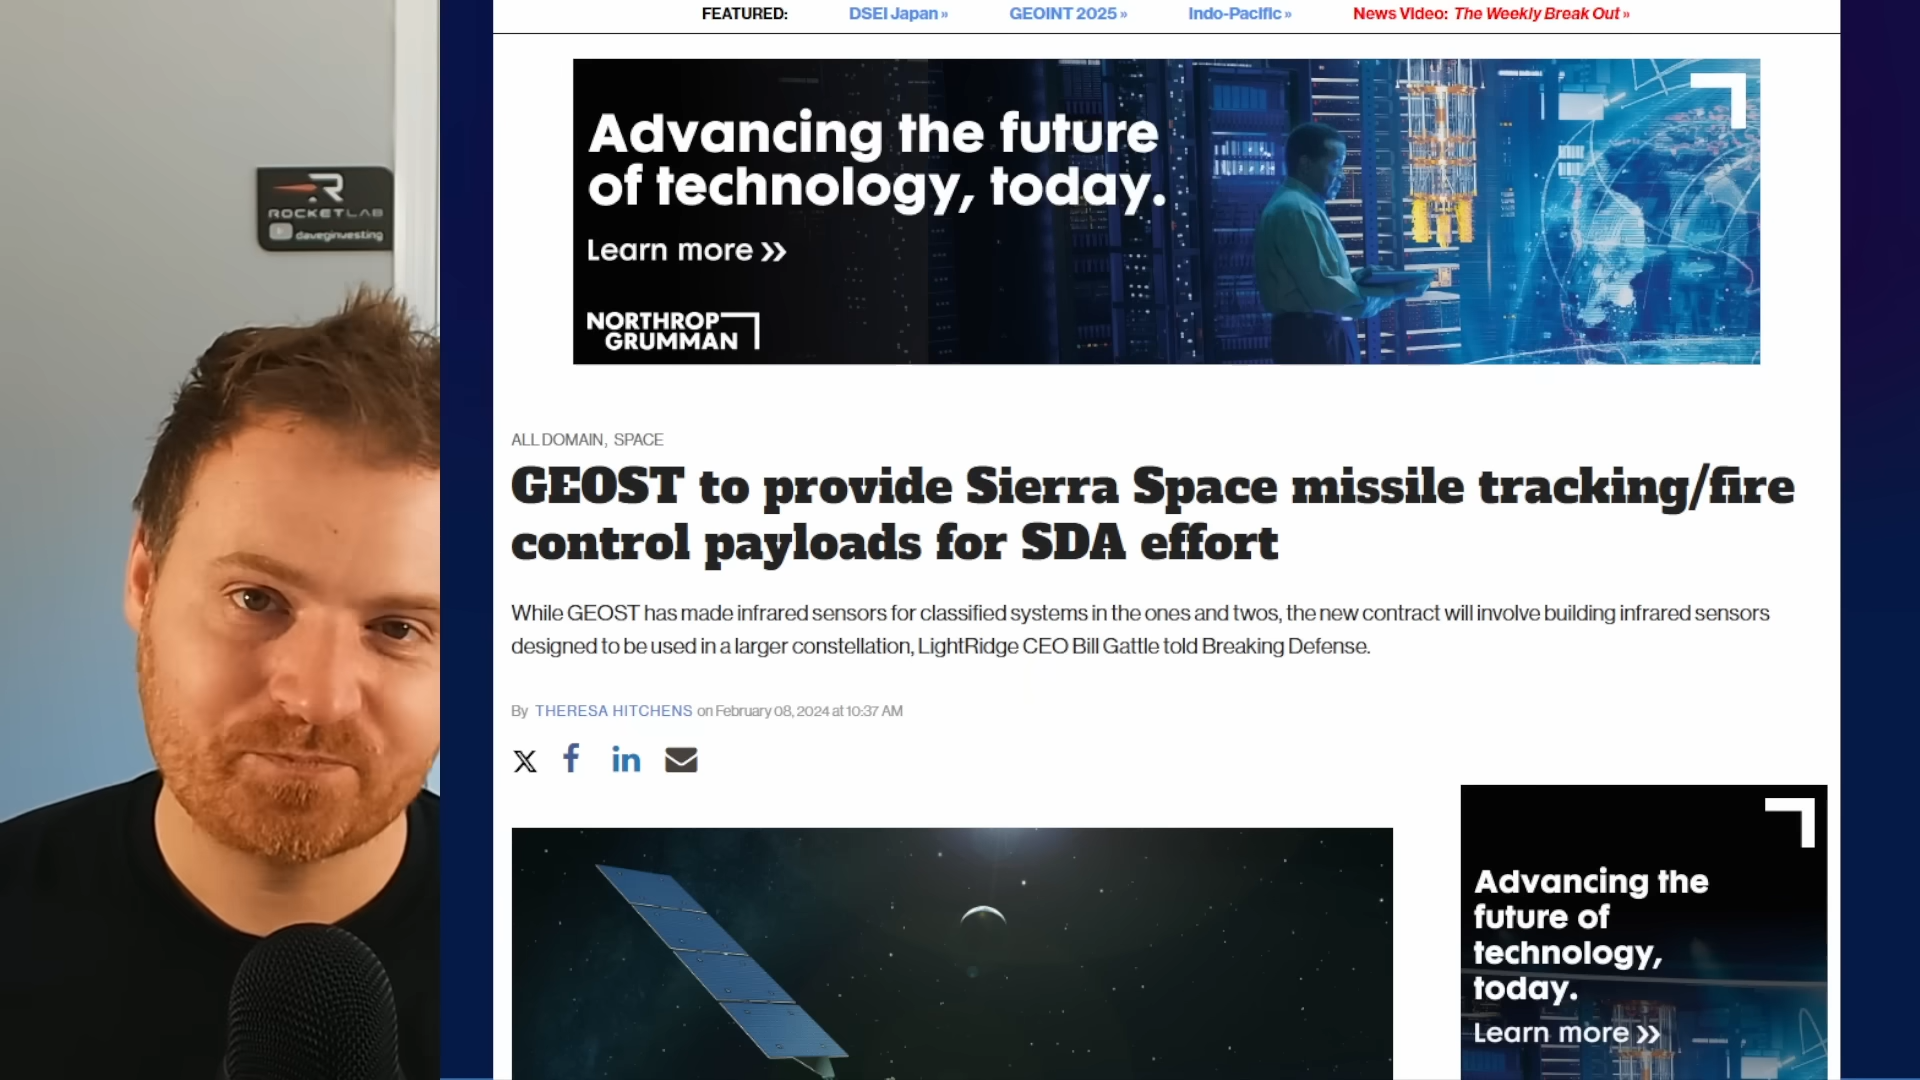 FEATURED: DSEI Japan » GEOINT 2025 » Indo-Pacific » News Video: The Weekly Break Out »
Advancing the future
of technology, today.
Learn more »
NORTHROP
GRUMMAN
ROCKETLAB
daveginvesting
ALL DOMAIN, SPACE
GEOST to provide Sierra Space missile tracking/fire
control payloads for SDA effort
While GEOST has made infrared sensors for classified systems in the ones and twos, the new contract will involve building infrared sensors
designed to be used in a larger constellation, LightRidge CEO Bill Gattle told Breaking Defense.
By THERESA HITCHENS on February 08, 2024 at 10:37 AM
Advancing the
future of
technology,
today.
Learn more »